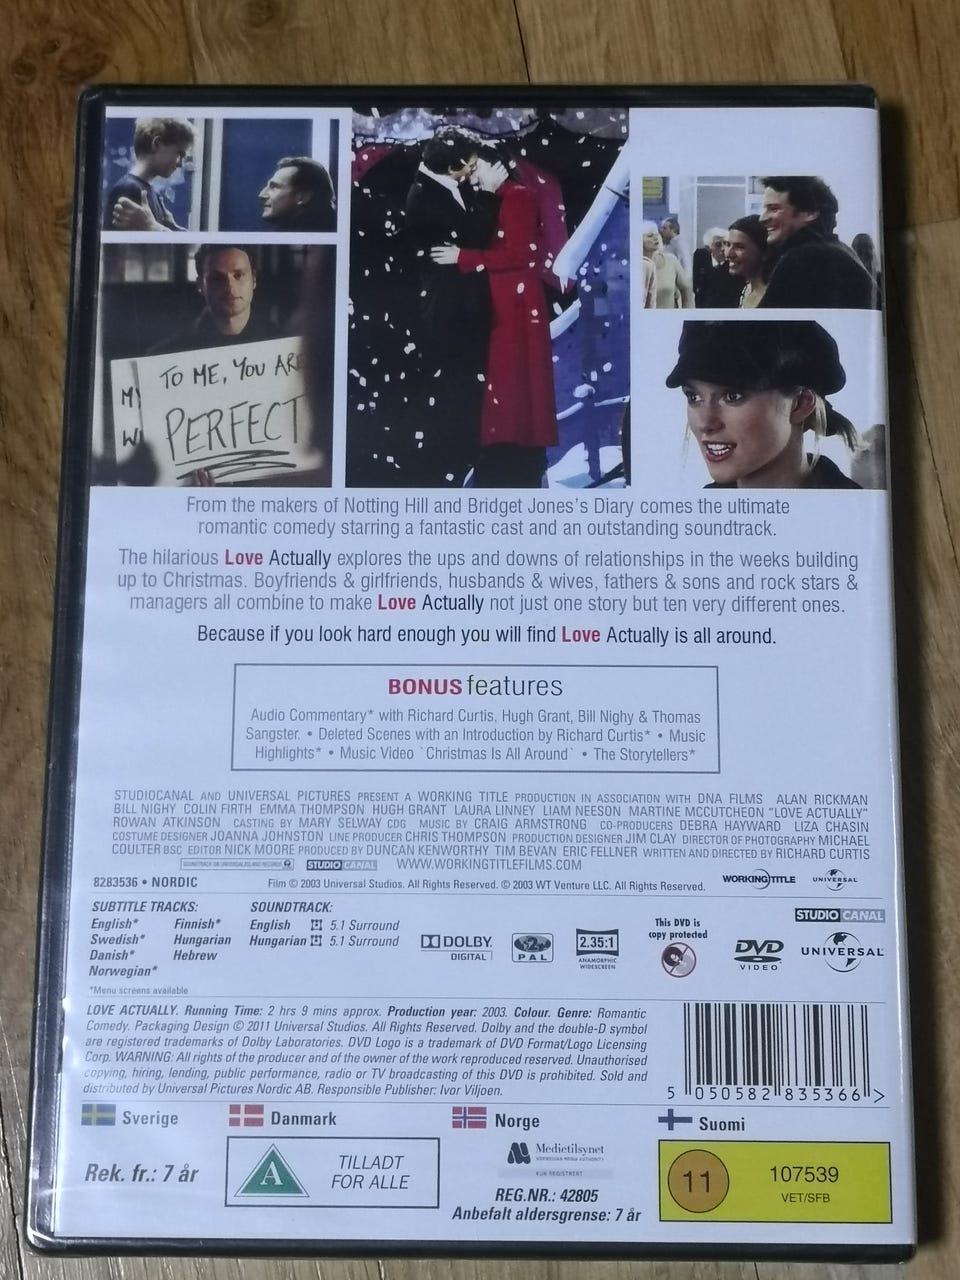 TO ME, YOU ARE
PERFECT
From the makers of Notting Hill and Bridget Jones's Diary comes the ultimate
romantic comedy starring a fantastic cast and an outstanding soundtrack.
The hilarious Love Actually explores the ups and downs of relationships in the weeks building
up to Christmas. Boyfriends & girlfriends, husbands & wives, fathers & sons and rock stars &
managers all combine to make Love Actually not just one story but ten very different ones.
Because if you look hard enough you will find Love Actually is all around.
BONUS features
Audio Commentary* with Richard Curtis, Hugh Grant, Bill Nighy & Thomas
Sangster. • Deleted Scenes with an Introduction by Richard Curtis* • Music
Highlights* • Music Video `Christmas Is All Around` • The Storytellers*
STUDIOCANAL AND UNIVERSAL PICTURES PRESENT A WORKING TITLE PRODUCTION IN ASSOCIATION WITH DNA FILMS ALAN RICKMAN
BILL NIGHY COLIN FIRTH EMMA THOMPSON HUGH GRANT LAURA LINNEY LIAM NEESON MARTINE MCCUTCHEON "LOVE ACTUALLY"
ROWAN ATKINSON CASTING BY MARY SELWAY CDG MUSIC BY CRAIG ARMSTRONG CO-PRODUCERS DEBRA HAYWARD LIZA CHASIN
COSTUME DESIGNER JOANNA JOHNSTON LINE PRODUCER CHRIS THOMPSON PRODUCTION DESIGNER JIM CLAY DIRECTOR OF PHOTOGRAPHY MICHAEL
COULTER BSC EDITOR NICK MOORE PRODUCED BY DUNCAN KENWORTHY TIM BEVAN ERIC FELLNER WRITTEN AND DIRECTED BY RICHARD CURTIS
SOUNDTRACK ON UNIVERSAL ISLAND RECORDS STUDIO CANAL WWW.WORKINGTITLEFILMS.COM
8283536 • NORDIC
Film © 2003 Universal Studios. All Rights Reserved. © 2003 WT Venture LLC. All Rights Reserved.
WORKING TITLE
UNIVERSAL
SUBTITLE TRACKS:
English* Finnish*
Swedish* Hungarian
Danish* Hebrew
Norwegian*
*Menu screens available
SOUNDTRACK:
English 5.1 Surround
Hungarian 5.1 Surround
DOLBY
DIGITAL
2
PAL
2.35:1
ANAMORPHIC
WIDESCREEN
This DVD is
copy protected
DVD
VIDEO
STUDIO CANAL
UNIVERSAL
LOVE ACTUALLY. Running Time: 2 hrs 9 mins approx. Production year: 2003. Colour. Genre: Romantic
Comedy. Packaging Design © 2011 Universal Studios. All Rights Reserved. Dolby and the double-D symbol
are registered trademarks of Dolby Laboratories. DVD Logo is a trademark of DVD Format/Logo Licensing
Corp. WARNING: All rights of the producer and of the owner of the work reproduced reserved. Unauthorised
copying, hiring, lending, public performance, radio or TV broadcasting of this DVD is prohibited. Sold and
distributed by Universal Pictures Nordic AB. Responsible Publisher: Ivor Viljoen.
5 050582 835366 >
Sverige
Danmark
Norge
Suomi
Rek. fr.: 7 år
A
TILLADT
FOR ALLE
Medietilsynet
NORWEGIAN MEDIA AUTHORITY
KUN REGISTRERT
REG.NR.: 42805
Anbefalt aldersgrense: 7 år
11
107539
VET/SFB